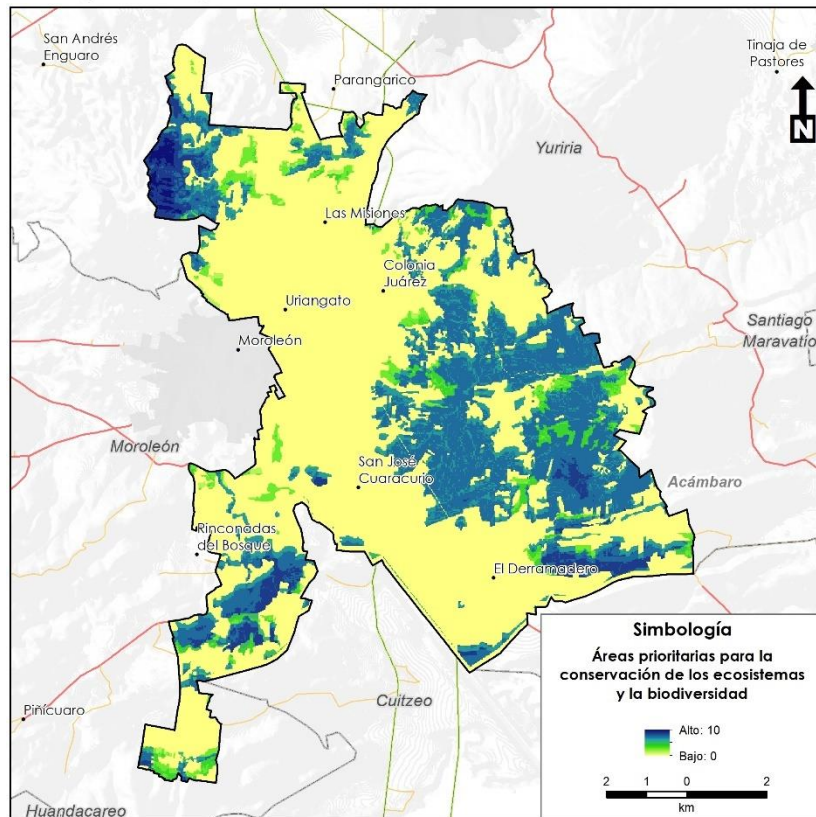 San Andrés
Enguaro
Tinaja de
Pastores
Parangarico
N
Yuriria
Las Misiones
Colonia
Juárez
Uriangato
Santiago
Maravatío
Moroleón
Moroleón
San José
Cuaracurio
Acámbaro
Rinconadas
del Bosque
El Derramadero
Simbología
Áreas prioritarias para la
conservación de los ecosistemas
y la biodiversidad
Alto: 10
Bajo: 0
2 1 0 2
km
Cuitzeo
Piñícuaro
Huandacareo